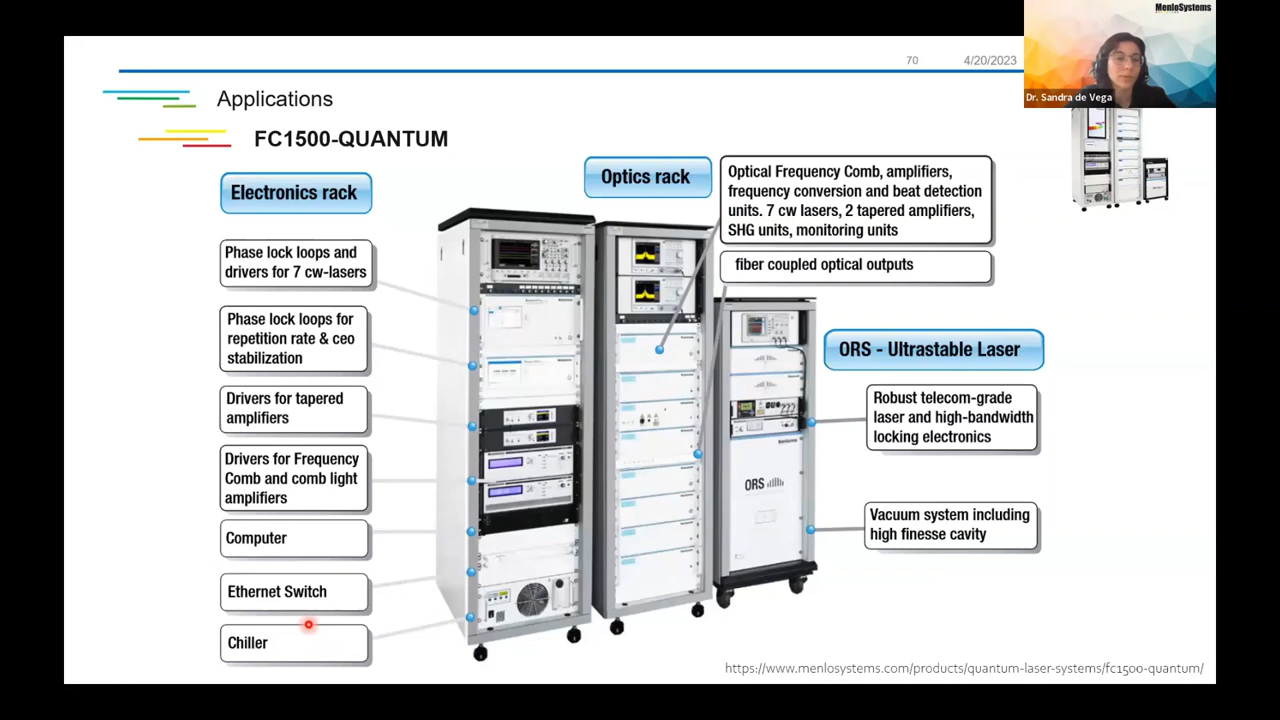 MenloSystems
Dr. Sandra de Vega
70
4/20/2023
Applications
FC1500-QUANTUM
Electronics rack
Phase lock loops and
drivers for 7 cw-lasers
Phase lock loops for
repetition rate & ceo
stabilization
Drivers for tapered
amplifiers
Drivers for Frequency
Comb and comb light
amplifiers
Computer
Ethernet Switch
Chiller
Optics rack
Optical Frequency Comb, amplifiers,
frequency conversion and beat detection
units. 7 cw lasers, 2 tapered amplifiers,
SHG units, monitoring units
fiber coupled optical outputs
ORS - Ultrastable Laser
Robust telecom-grade
laser and high-bandwidth
locking electronics
ORS
Vacuum system including
high finesse cavity
https://www.menlosystems.com/products/quantum-laser-systems/fc1500-quantum/